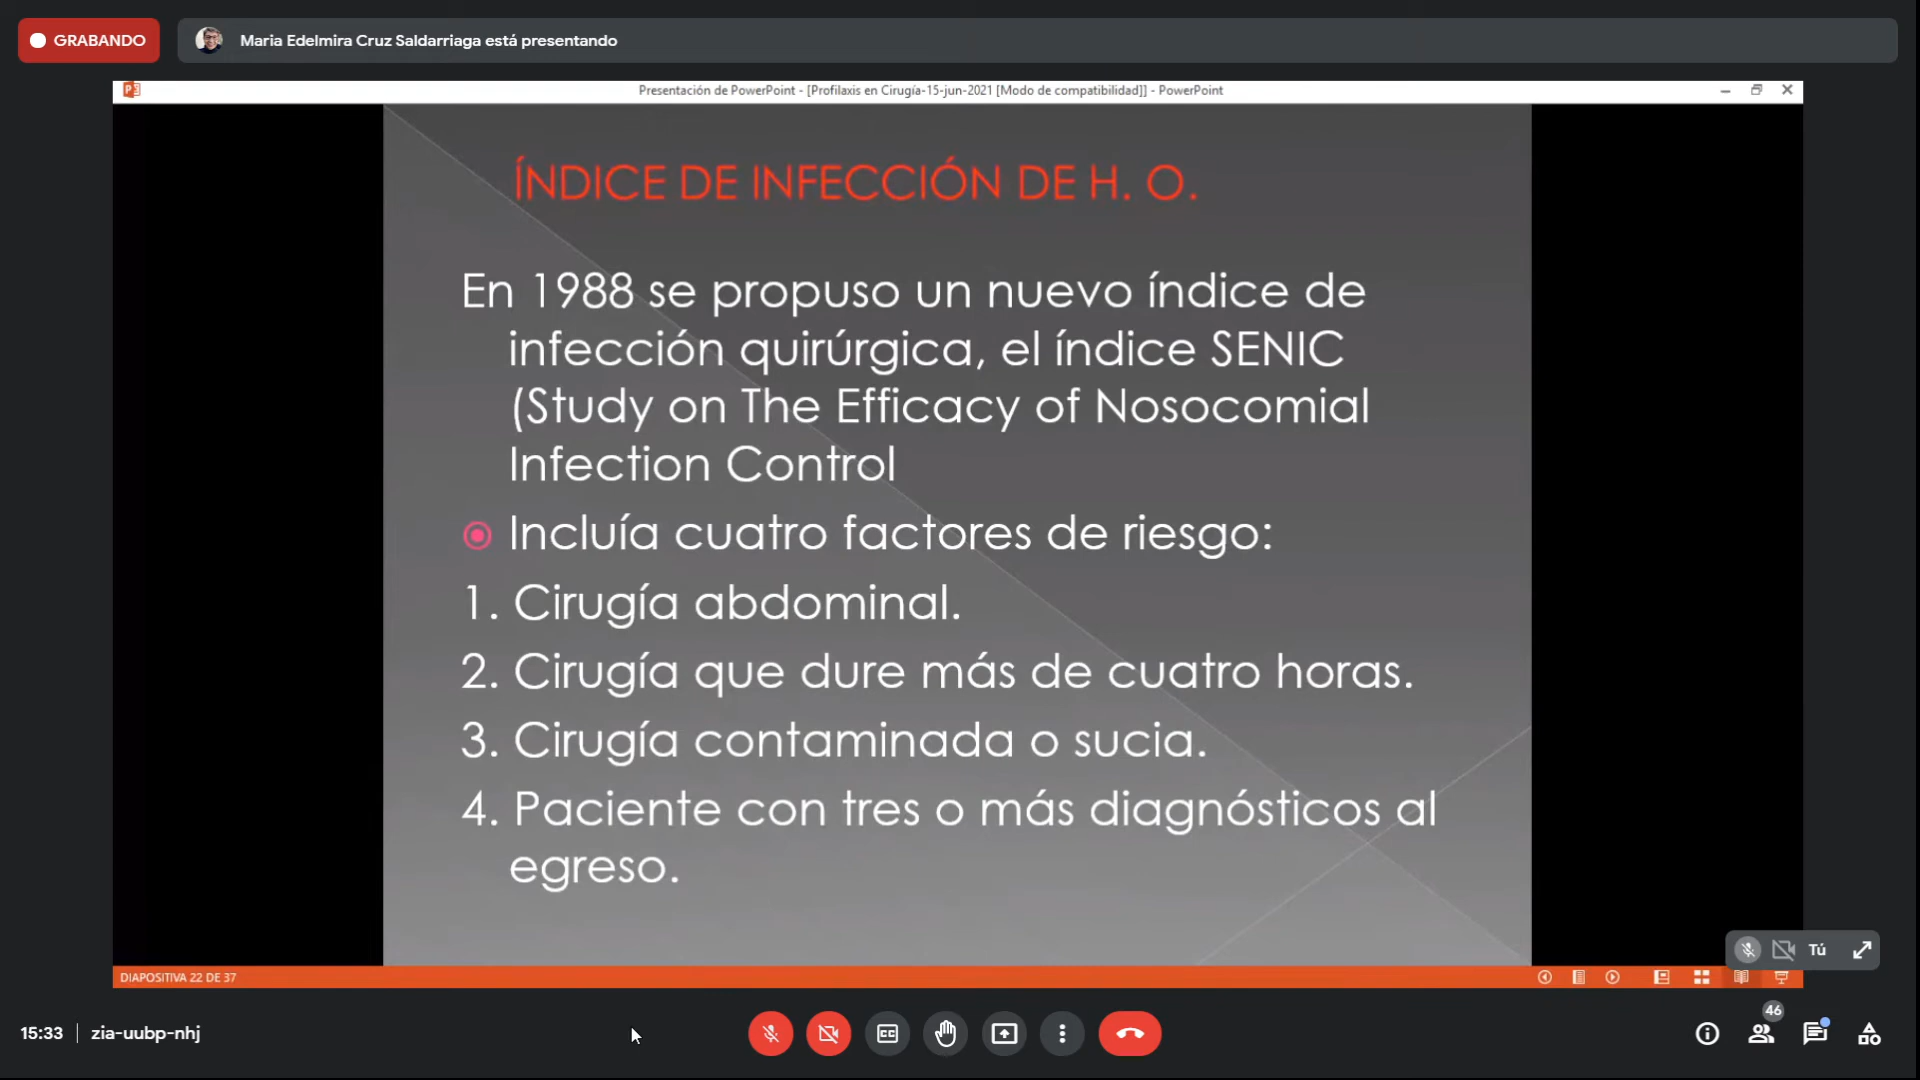 GRABANDO
Maria Edelmira Cruz Saldarriaga está presentando
Presentación de PowerPoint - [Profilaxis en Cirugía-15-jun-2021 [Modo de compatibilidad]] - PowerPoint
ÍNDICE DE INFECCIÓN DE H. O.
En 1988 se propuso un nuevo índice de
infección quirúrgica, el índice SENIC
(Study on The Efficacy of Nosocomial
Infection Control
Incluía cuatro factores de riesgo:
1. Cirugía abdominal.
2. Cirugía que dure más de cuatro horas.
3. Cirugía contaminada o sucia.
4. Paciente con tres o más diagnósticos al
egreso.
Tú
DIAPOSITIVA 22 DE 37
15:33 | zia-uubp-nhj
CC
46